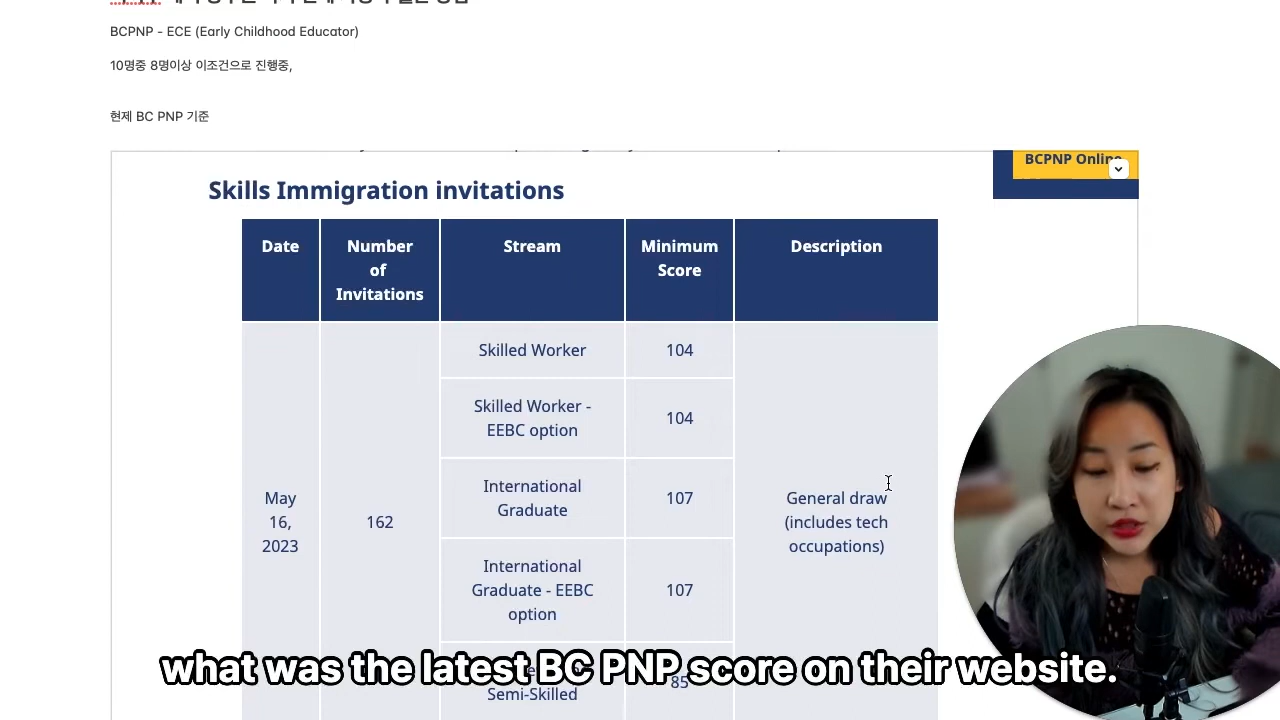 BCPNP - ECE (Early Childhood Educator)
10명중 8명이상 이조건으로 진행중,
현제 BC PNP 기준
BCPNP Online
Skills Immigration invitations
Date
Number of Invitations
Stream
Minimum Score
Description
May 16, 2023
162
Skilled Worker
104
Skilled Worker - EEBC option
104
International Graduate
107
General draw (includes tech occupations)
International Graduate - EEBC option
107
Semi-Skilled
85
what was the latest BC PNP score on their website.